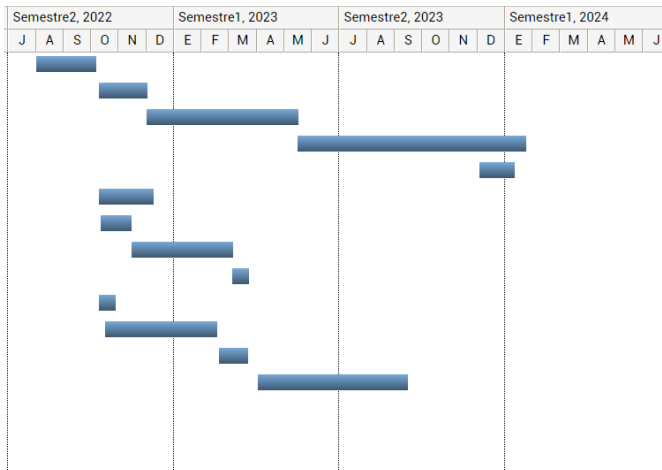 Semestre2, 2022 Semestre1, 2023 Semestre2, 2023 Semestre1, 2024
J A S O N D E F M A M J J A S O N D E F M A M J